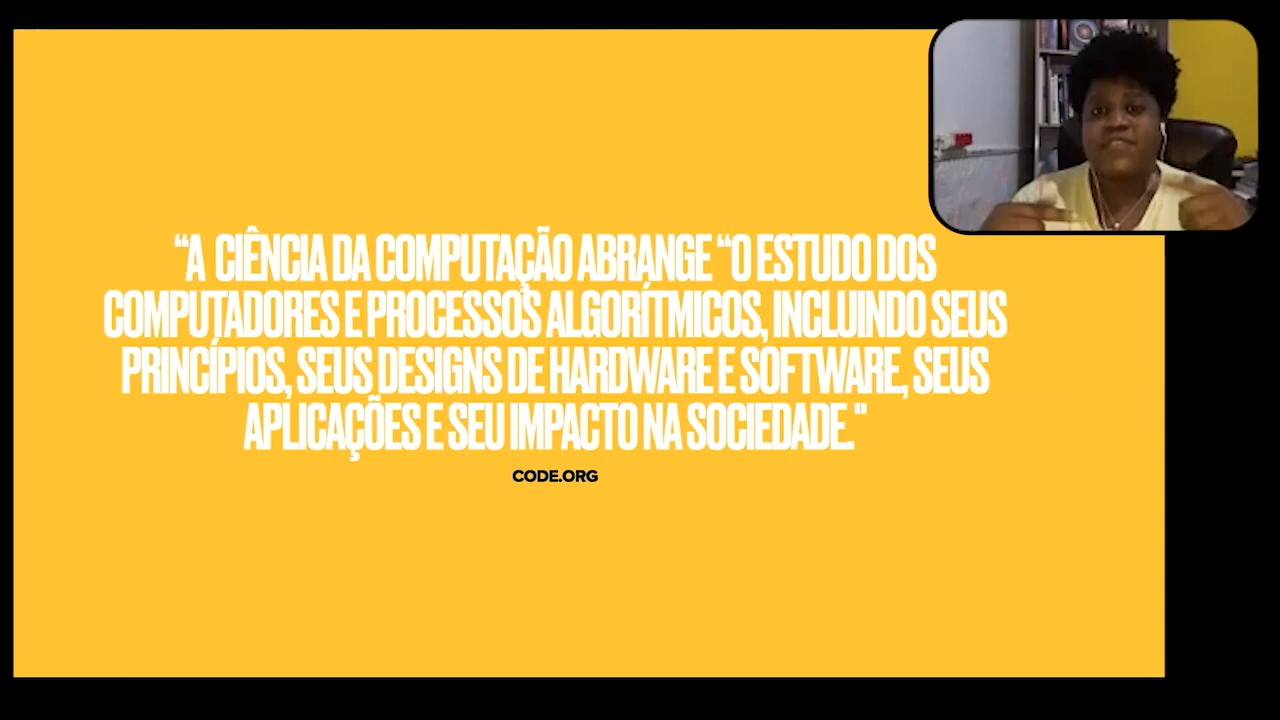 “A CIÊNCIA DA COMPUTAÇÃO ABRANGE “O ESTUDO DOS
COMPUTADORES E PROCESSOS ALGORÍTMICOS, INCLUINDO SEUS
PRINCÍPIOS, SEUS DESIGNS DE HARDWARE E SOFTWARE, SEUS
APLICAÇÕES E SEU IMPACTO NA SOCIEDADE."
CODE.ORG